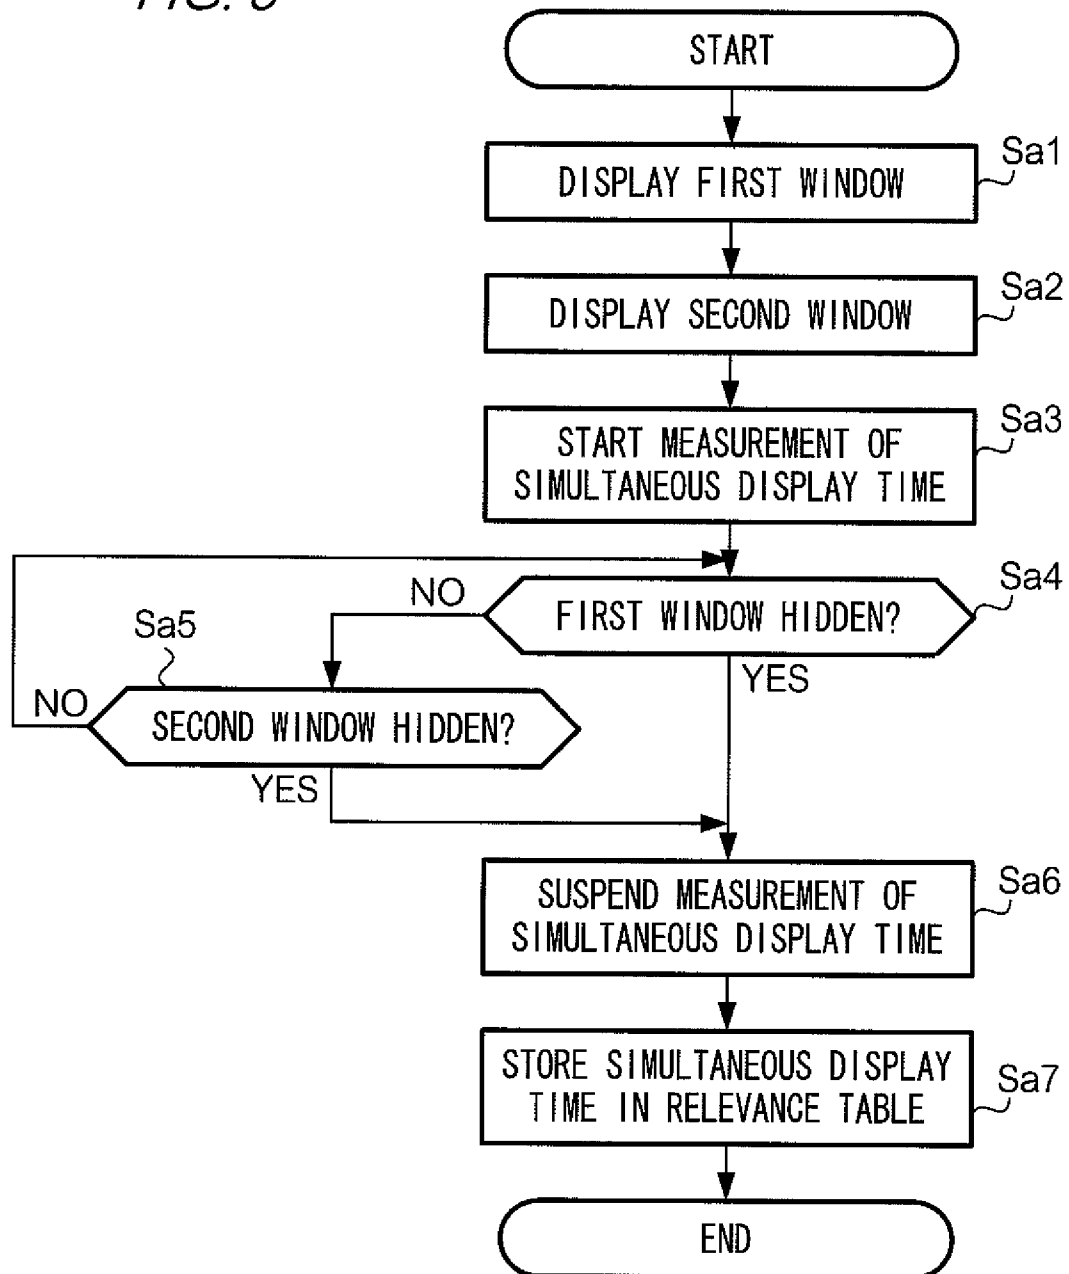 START
Sa1
DISPLAY FIRST WINDOW
Sa2
DISPLAY SECOND WINDOW
Sa3
START MEASUREMENT OF
SIMULTANEOUS DISPLAY TIME
Sa4
NO
FIRST WINDOW HIDDEN?
Sa5
YES
NO
SECOND WINDOW HIDDEN?
YES
Sa6
SUSPEND MEASUREMENT OF
SIMULTANEOUS DISPLAY TIME
Sa7
STORE SIMULTANEOUS DISPLAY
TIME IN RELEVANCE TABLE
END